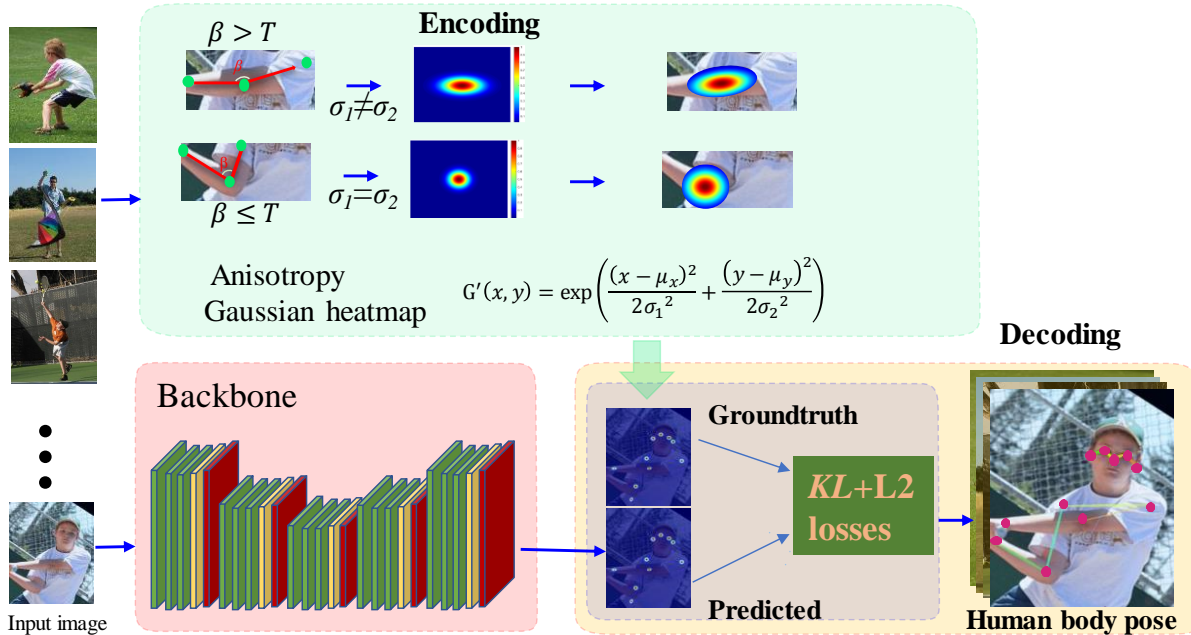 Encoding
β > T
β
σ1≠σ2
β
σ1=σ2
β ≤ T
Anisotropy
Gaussian heatmap
G′(x, y) = exp((x − μx)²/2σ1² + (y − μy)²/2σ2²)
Decoding
Backbone
Groundtruth
KL+L2
losses
Predicted
Input image
Human body pose